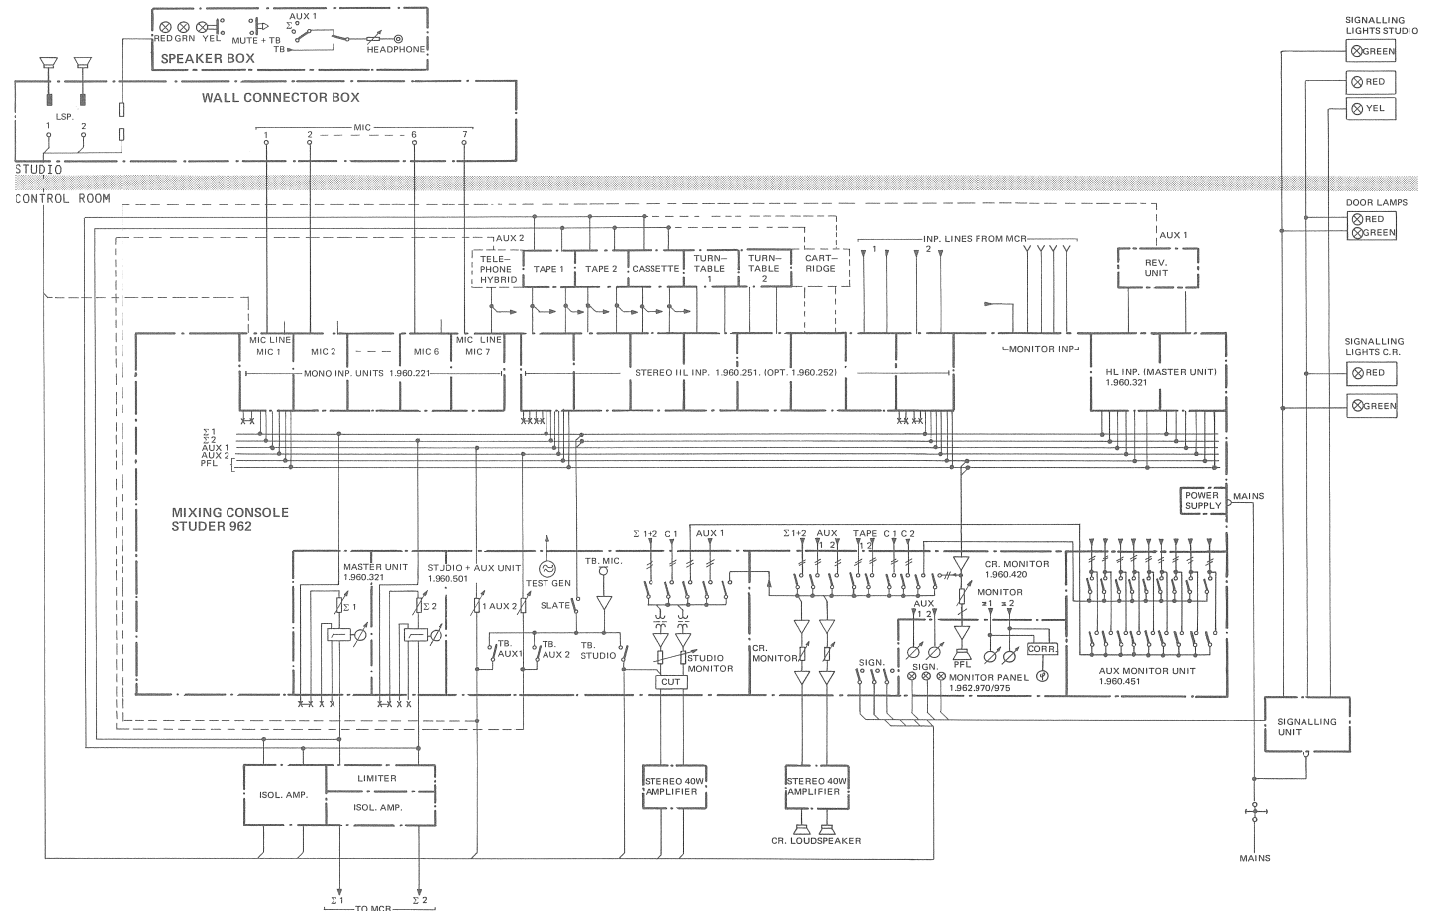 AUX 1
Σ
RED GRN YEL
MUTE + TB
TB
HEADPHONE
SPEAKER BOX
WALL CONNECTOR BOX
LSP.
1 2
MIC
1 2 6 7
STUDIO
CONTROL ROOM
SIGNALLING
LIGHTS STUDIO
GREEN
RED
YEL
DOOR LAMPS
RED
GREEN
SIGNALLING
LIGHTS C.R.
RED
GREEN
AUX 2
TELE–
PHONE
HYBRID
TAPE 1
TAPE 2
CASSETTE
TURN–
TABLE
1
TURN–
TABLE
2
CART–
RIDGE
INP. LINES FROM MCR
1 2
AUX 1
REV.
UNIT
MIC LINE
MIC 1
MIC 2
MIC 6
MIC LINE
MIC 7
MONO INP. UNITS 1.960.221
STEREO HL INP. 1.960.251. (OPT. 1.960.252)
MONITOR INP.
HL INP. (MASTER UNIT)
1.960.321
Σ 1
Σ 2
AUX 1
AUX 2
PFL
MIXING CONSOLE
STUDER 962
POWER
SUPPLY
MAINS
MASTER UNIT
1.960.321
Σ 1
Σ 2
STUDIO + AUX UNIT
1.960.501
1 AUX 2
TEST GEN
TB. MIC.
SLATE
TB.
AUX1
TB.
AUX 2
TB.
STUDIO
Σ 1+2 C 1 AUX 1
STUDIO
MONITOR
CUT
Σ 1+2 AUX TAPE C 1 C 2
1 2 1 2
CR.
MONITOR
CR. MONITOR
1.960.420
MONITOR
Σ1 Σ2
AUX
1 2
PFL
CORR.
φ
SIGN.
SIGN.
MONITOR PANEL
1.962.970/975
AUX MONITOR UNIT
1.960.451
SIGNALLING
UNIT
ISOL. AMP.
LIMITER
ISOL. AMP.
STEREO 40W
AMPLIFIER
STEREO 40W
AMPLIFIER
CR. LOUDSPEAKER
MAINS
Σ 1 Σ 2
TO MCR